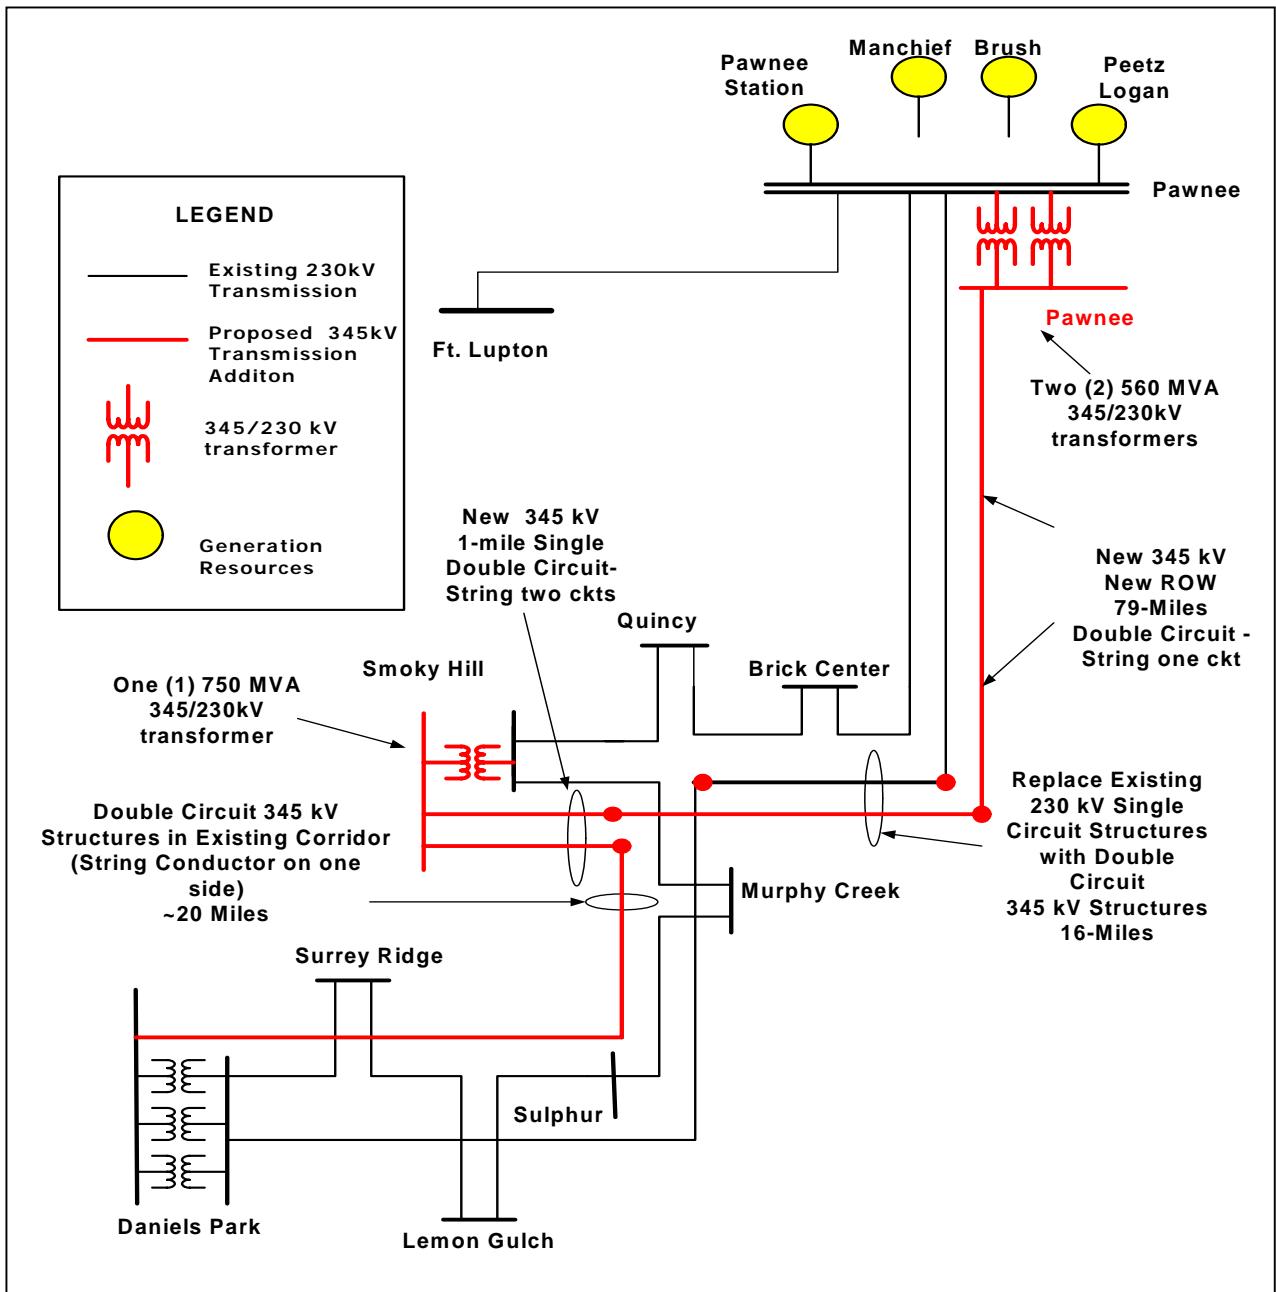 Manchief
Brush
Pawnee
Station
Peetz
Logan
Pawnee
LEGEND
Existing 230kV
Transmission
Proposed 345kV
Transmission
Additon
345/230 kV
transformer
Generation
Resources
Ft. Lupton
Pawnee
Two (2) 560 MVA
345/230kV
transformers
New 345 kV
1-mile Single
Double Circuit-
String two ckts
New 345 kV
New ROW
79-Miles
Double Circuit -
String one ckt
Quincy
Smoky Hill
Brick Center
One (1) 750 MVA
345/230kV
transformer
Replace Existing
230 kV Single
Circuit Structures
with Double
Circuit
345 kV Structures
16-Miles
Double Circuit 345 kV
Structures in Existing Corridor
(String Conductor on one
side)
~20 Miles
Murphy Creek
Surrey Ridge
Sulphur
Daniels Park
Lemon Gulch